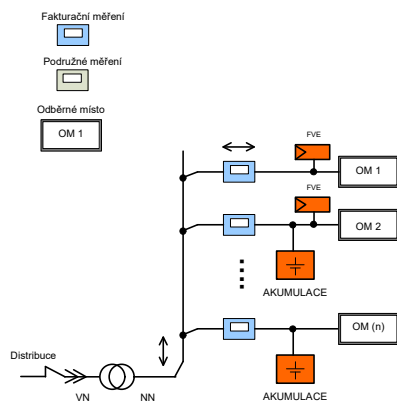 Fakturační měření
Podružné měření
Odběrné místo
OM 1
FVE
OM 1
FVE
OM 2
AKUMULACE
OM (n)
Distribuce
VN
NN
AKUMULACE